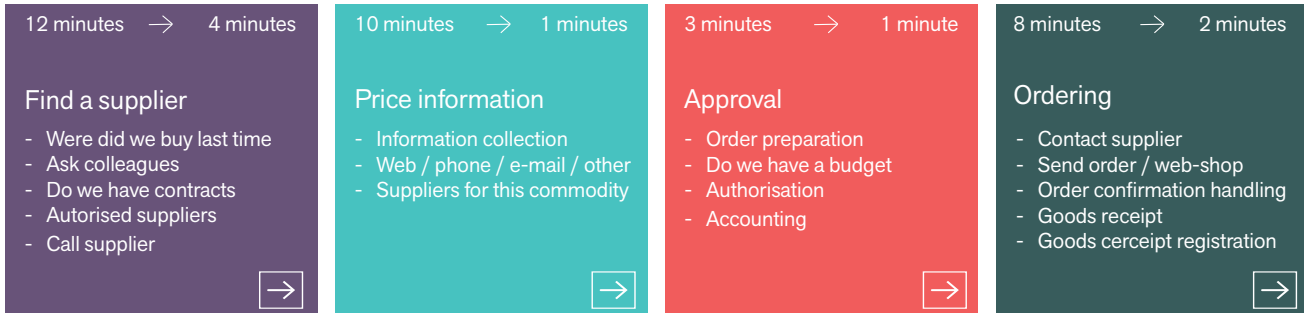 12 minutes → 4 minutes
Find a supplier
- Were did we buy last time
- Ask colleagues
- Do we have contracts
- Autorised suppliers
- Call supplier
10 minutes → 1 minutes
Price information
- Information collection
- Web / phone / e-mail / other
- Suppliers for this commodity
3 minutes → 1 minute
Approval
- Order preparation
- Do we have a budget
- Authorisation
- Accounting
8 minutes → 2 minutes
Ordering
- Contact supplier
- Send order / web-shop
- Order confirmation handling
- Goods receipt
- Goods cerceipt registration